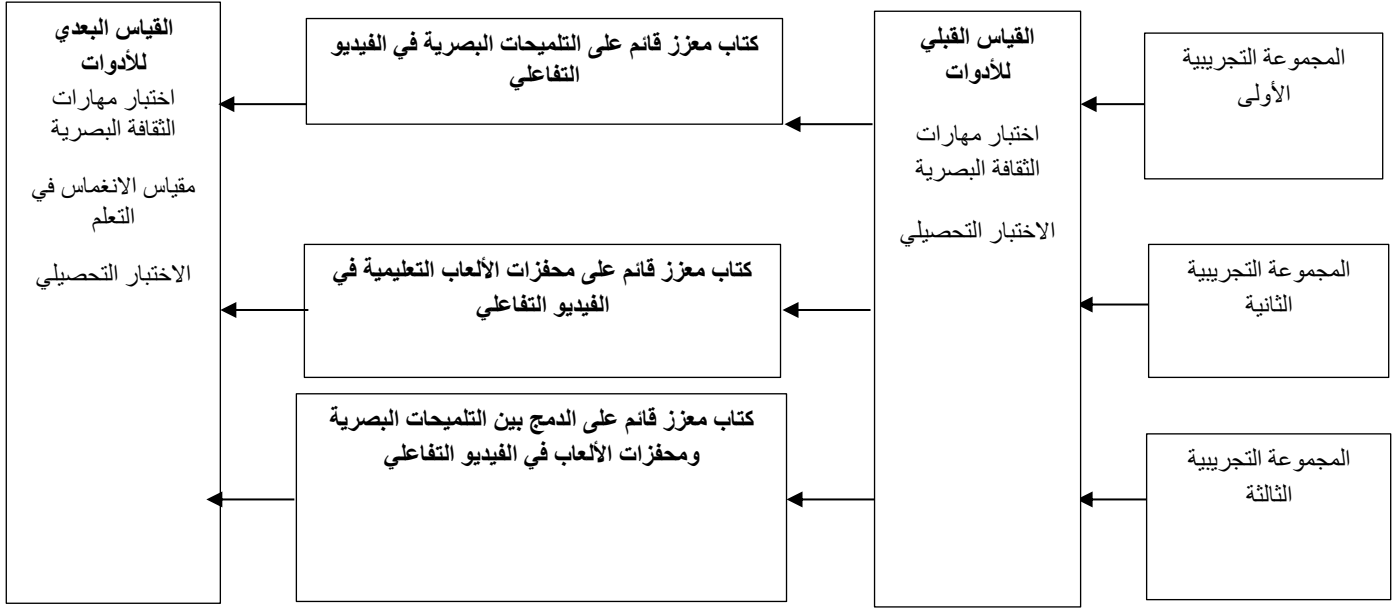 المجموعة التجريبية
الأولى
المجموعة التجريبية
الثانية
المجموعة التجريبية
الثالثة
القياس القبلي
للأدوات
اختبار مهارات
الثقافة البصرية
الاختبار التحصيلي
كتاب معزز قائم على التلميحات البصرية في الفيديو
التفاعلي
كتاب معزز قائم على محفزات الألعاب التعليمية في
الفيديو التفاعلي
كتاب معزز قائم على الدمج بين التلميحات البصرية
ومحفزات الألعاب في الفيديو التفاعلي
القياس البعدي
للأدوات
اختبار مهارات
الثقافة البصرية
مقياس الانغماس في
التعلم
الاختبار التحصيلي